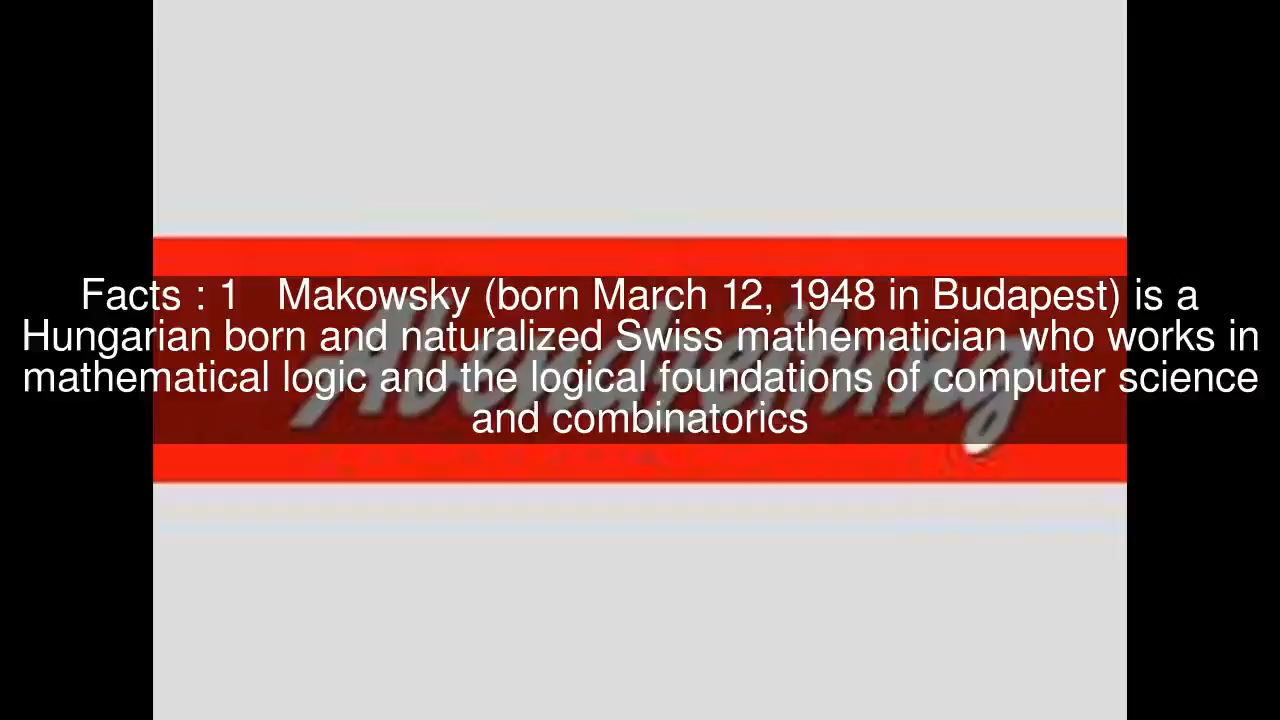 Facts : 1 Makowsky (born March 12, 1948 in Budapest) is a
Hungarian born and naturalized Swiss mathematician who works in
mathematical logic and the logical foundations of computer science
and combinatorics